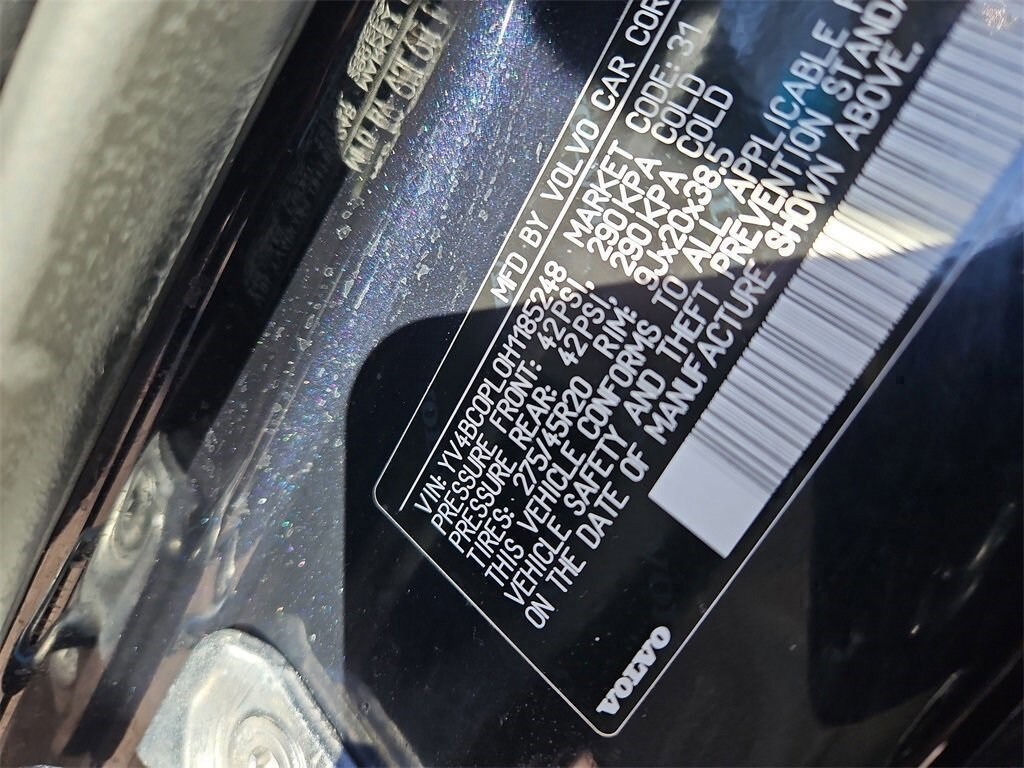 MFD BY VOLVO CAR COR
VIN: YV4BC0PL0H1185248 MARKET CODE: 31
PRESSURE FRONT: 42PSI, 290KPA COLD
PRESSURE REAR: 42PSI, 290KPA COLD
TIRES: 275/45R20 RIM: 9Jx20x38.5
THIS VEHICLE CONFORMS TO ALL APPLICABLE F
VEHICLE SAFETY AND THEFT PREVENTION STANDA
ON THE DATE OF MANUFACTURE SHOWN ABOVE.
VOLVO